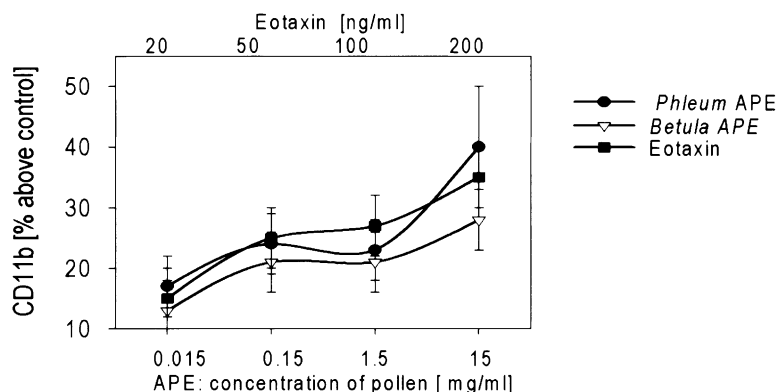 Eotaxin [ng/ml]
20 50 100 200
CD11b [% above control]
50
40
30
20
10
Phleum APE
Betula APE
Eotaxin
0.015 0.15 1.5 15
APE: concentration of pollen [ mg/ml]